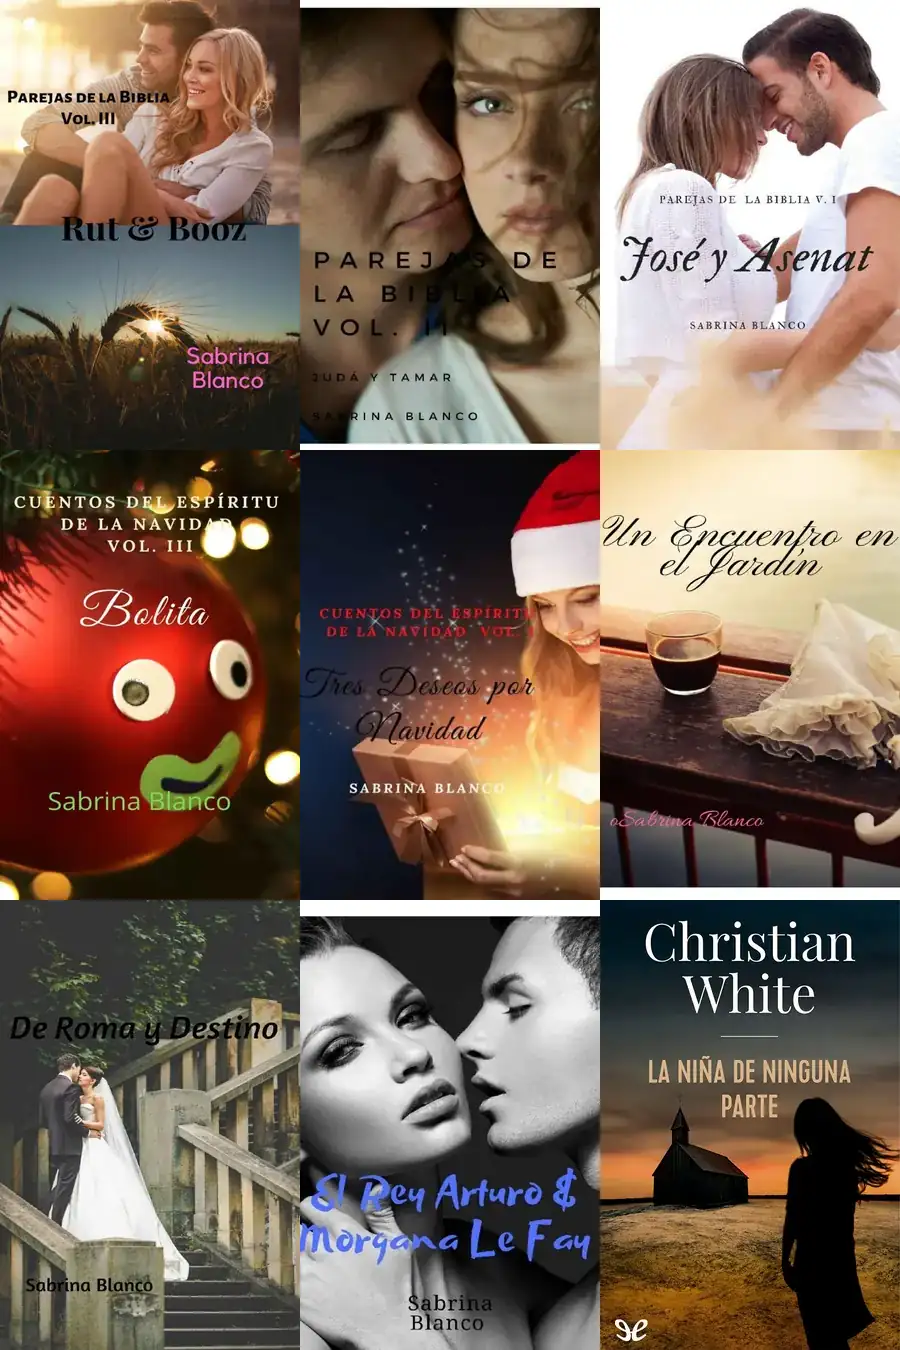 PAREJAS DE LA BIBLIA
VOL. III
Rut & Booz
Sabrina
Blanco
PAREJAS DE
LA BIBLIA
VOL. II
JUDÁ Y TAMAR
SABRINA BLANCO
PAREJAS DE LA BIBLIA V. I
José y Asenat
SABRINA BLANCO
CUENTOS DEL ESPÍRITU
DE LA NAVIDAD
VOL. III
Bolita
Sabrina Blanco
CUENTOS DEL ESPÍRITU
DE LA NAVIDAD VOL. I
Tres Deseos por
Navidad
SABRINA BLANCO
Un Encuentro en
el Jardín
oSabrina Blanco
De Roma y Destino
Sabrina Blanco
El Rey Arturo &
Morgana Le Fay
Sabrina
Blanco
Christian
White
LA NIÑA DE NINGUNA
PARTE